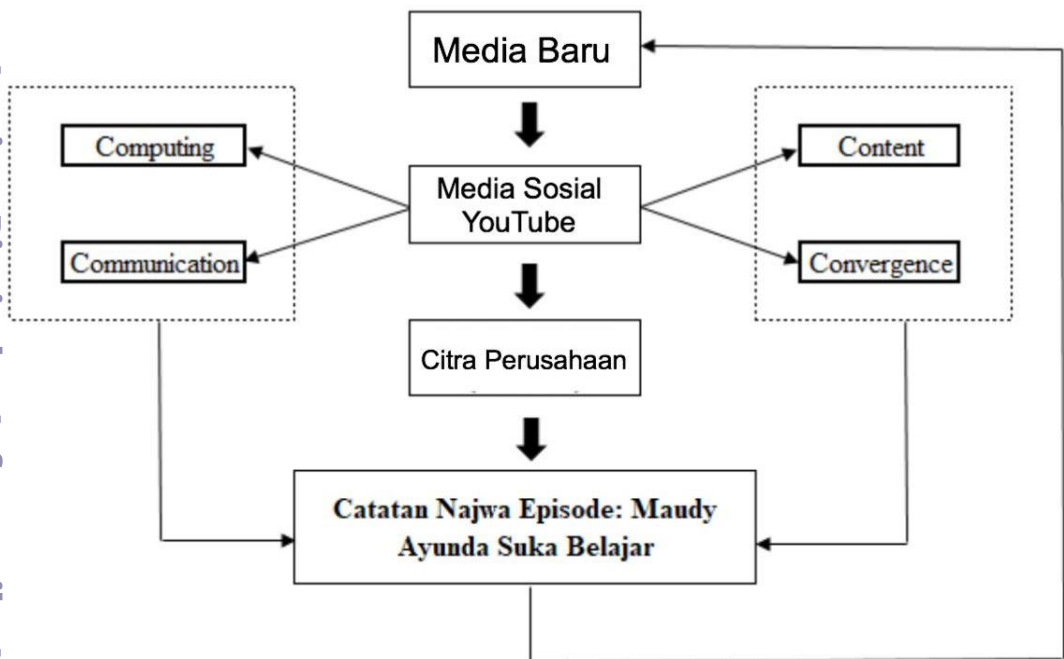 Media Baru
Computing
Content
Media Sosial
YouTube
Communication
Convergence
Citra Perusahaan
Catatan Najwa Episode: Maudy
Ayunda Suka Belajar